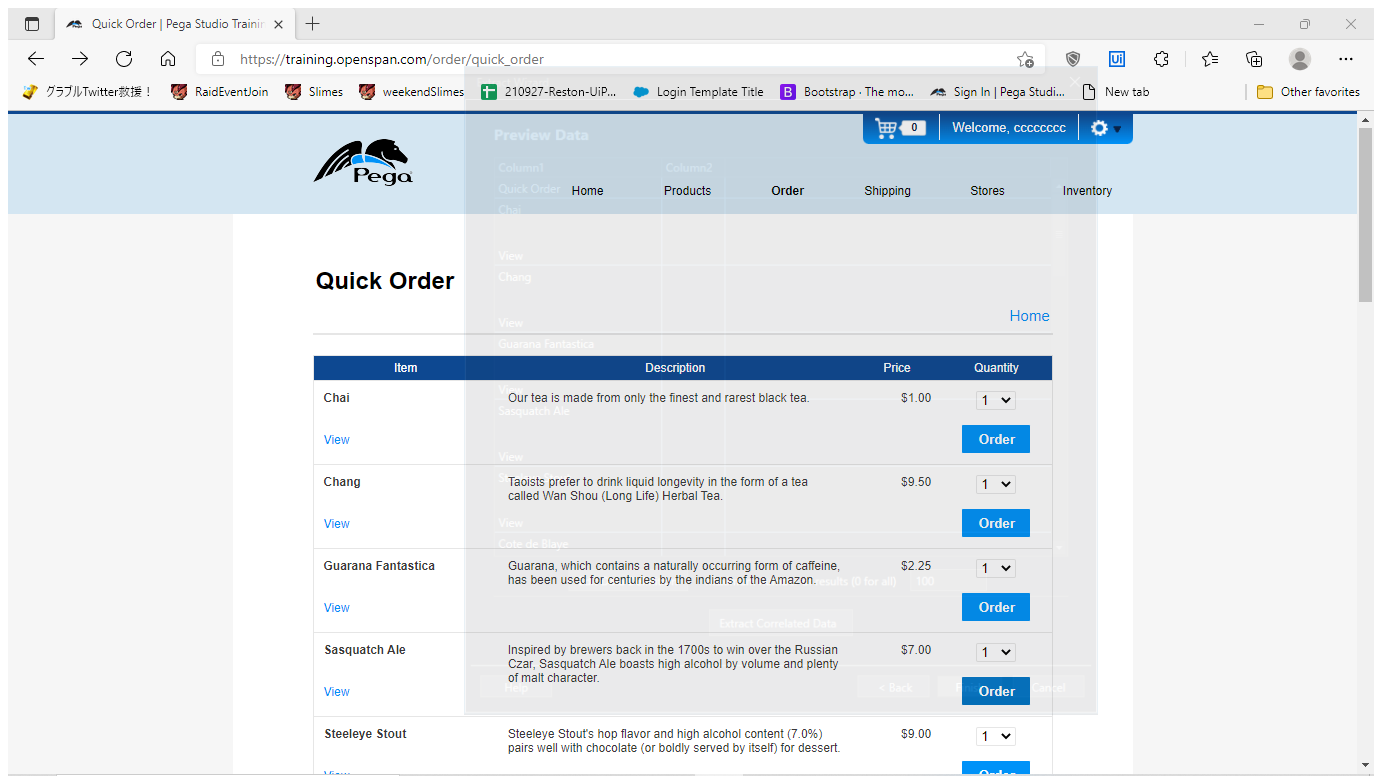 Quick Order | Pega Studio Trainin
https://training.openspan.com/order/quick_order
グラブルTwitter救援！ RaidEventJoin Slimes weekendSlimes 210927-Reston-UiP... Login Template Title Bootstrap · The mo... Sign In | Pega Studi... New tab Other favorites
0 Welcome, cccccccc
Preview Data
Pega
Column1 Column2
Quick Order
Home Products Order Shipping Stores Inventory
Chai
View
Chang
Quick Order
Home
View
Guarana Fantastica
Item Description Price Quantity
View
Chai Our tea is made from only the finest and rarest black tea. $1.00 1
Sasquatch Ale
View Order
View
Chang Taoists prefer to drink liquid longevity in the form of a tea $9.50 1
called Wan Shou (Long Life) Herbal Tea.
View Order
View
Cote de Blaye
Guarana Fantastica Guarana, which contains a naturally occurring form of caffeine, $2.25 1
has been used for centuries by the indians of the Amazon.
results (0 for all) 100
View Order
Extract Correlated Data
Sasquatch Ale Inspired by brewers back in the 1700s to win over the Russian $7.00 1
Czar, Sasquatch Ale boasts high alcohol by volume and plenty
of malt character.
View Order
Help < Back Cancel
Steeleye Stout Steeleye Stout's hop flavor and high alcohol content (7.0%) $9.00 1
pairs well with chocolate (or boldly served by itself) for dessert.
View Order